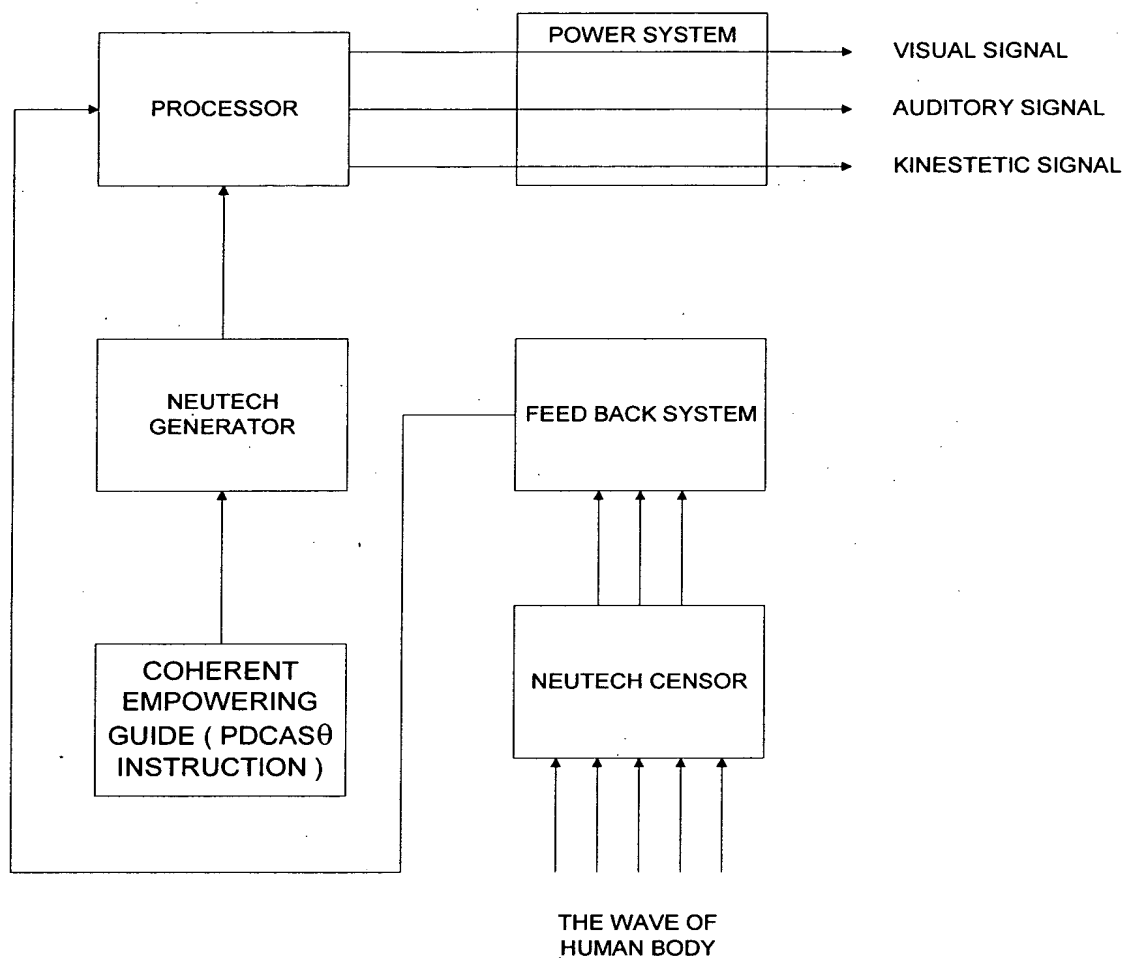 POWER SYSTEM
VISUAL SIGNAL
PROCESSOR
AUDITORY SIGNAL
KINESTETIC SIGNAL
NEUTECH
GENERATOR
FEED BACK SYSTEM
COHERENT
EMPOWERING
GUIDE ( PDCASθ
INSTRUCTION )
NEUTECH CENSOR
THE WAVE OF
HUMAN BODY